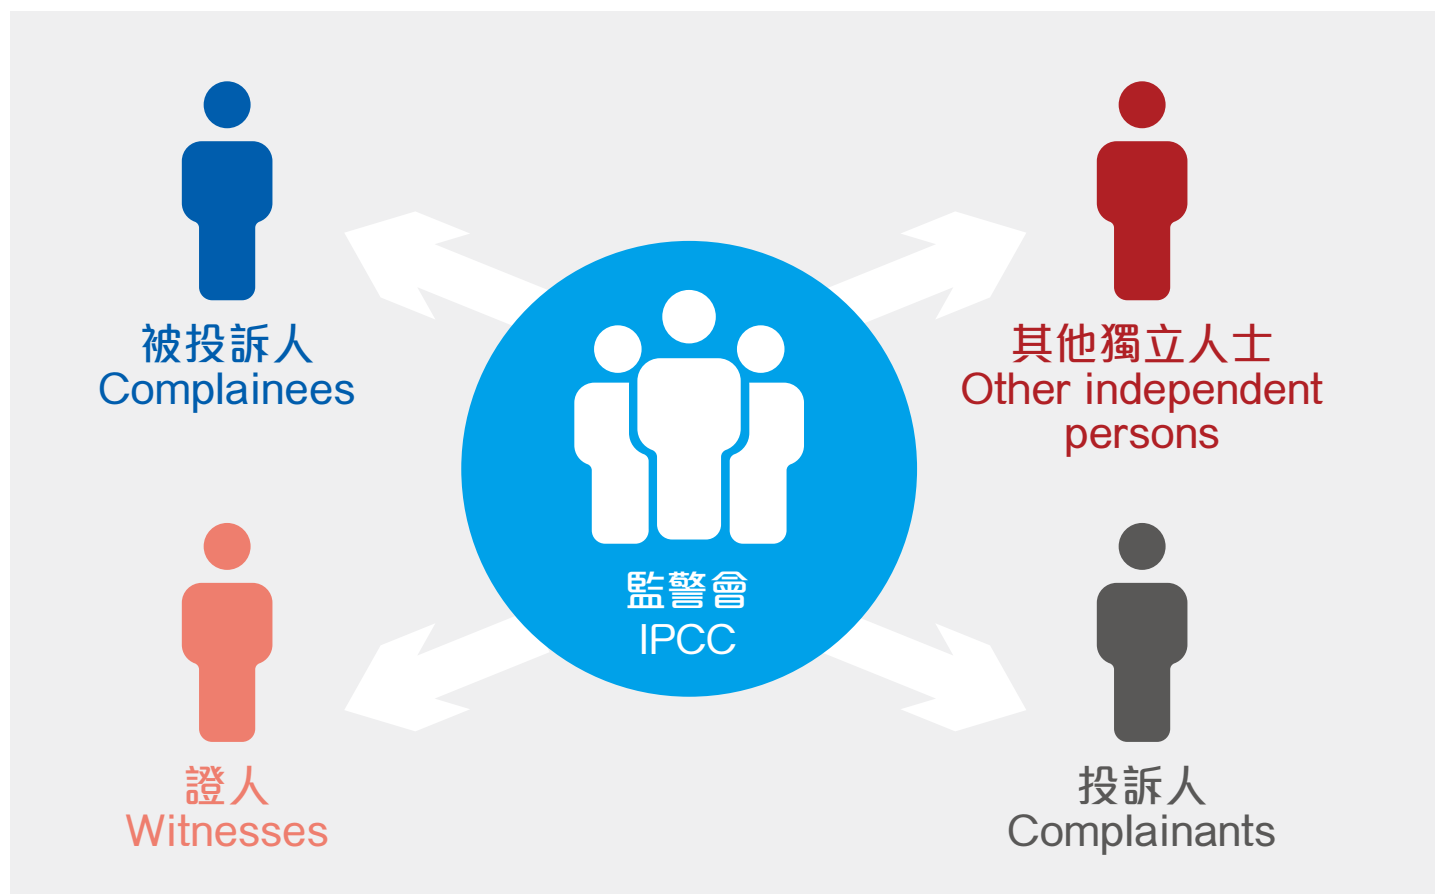 被投訴人
Complainees
其他獨立人士
Other independent
persons
監警會
IPCC
證人
Witnesses
投訴人
Complainants